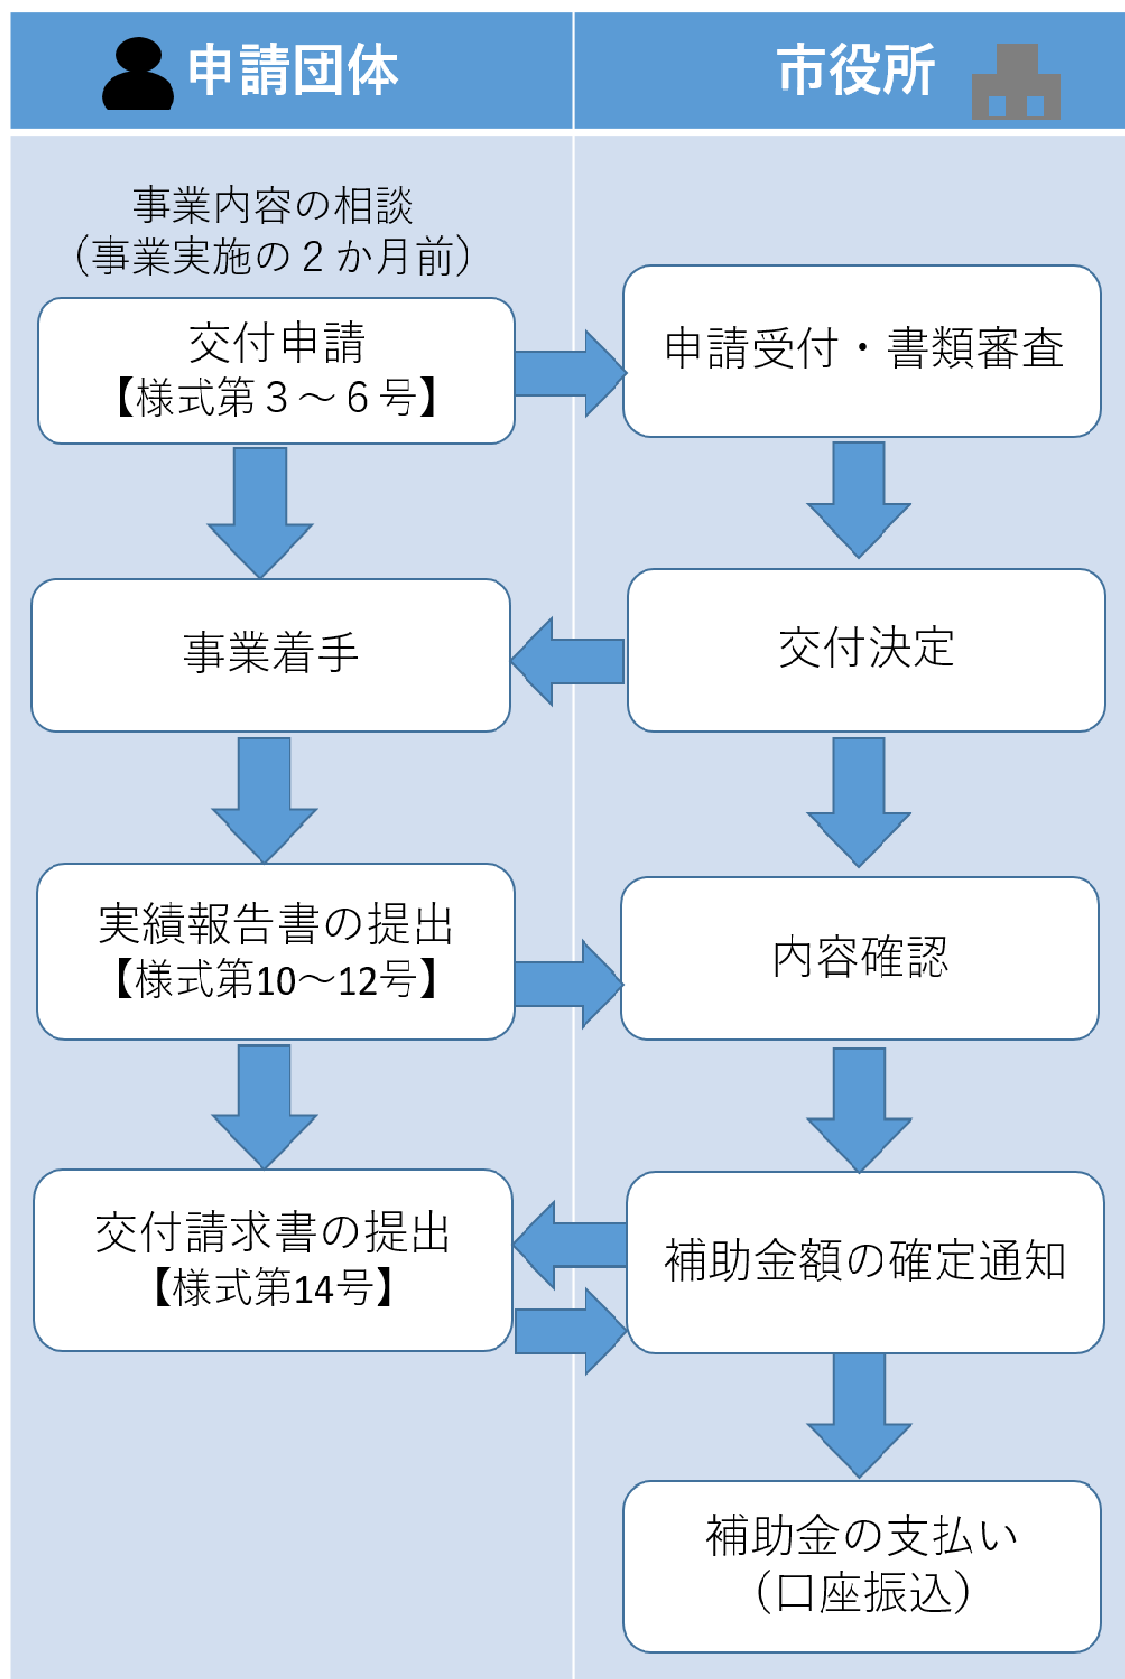 申請団体
市役所
事業内容の相談
（事業実施の２か月前）
交付申請
【様式第３～６号】
申請受付・書類審査
事業着手
交付決定
実績報告書の提出
【様式第10～12号】
内容確認
交付請求書の提出
【様式第14号】
補助金額の確定通知
補助金の支払い
（口座振込）